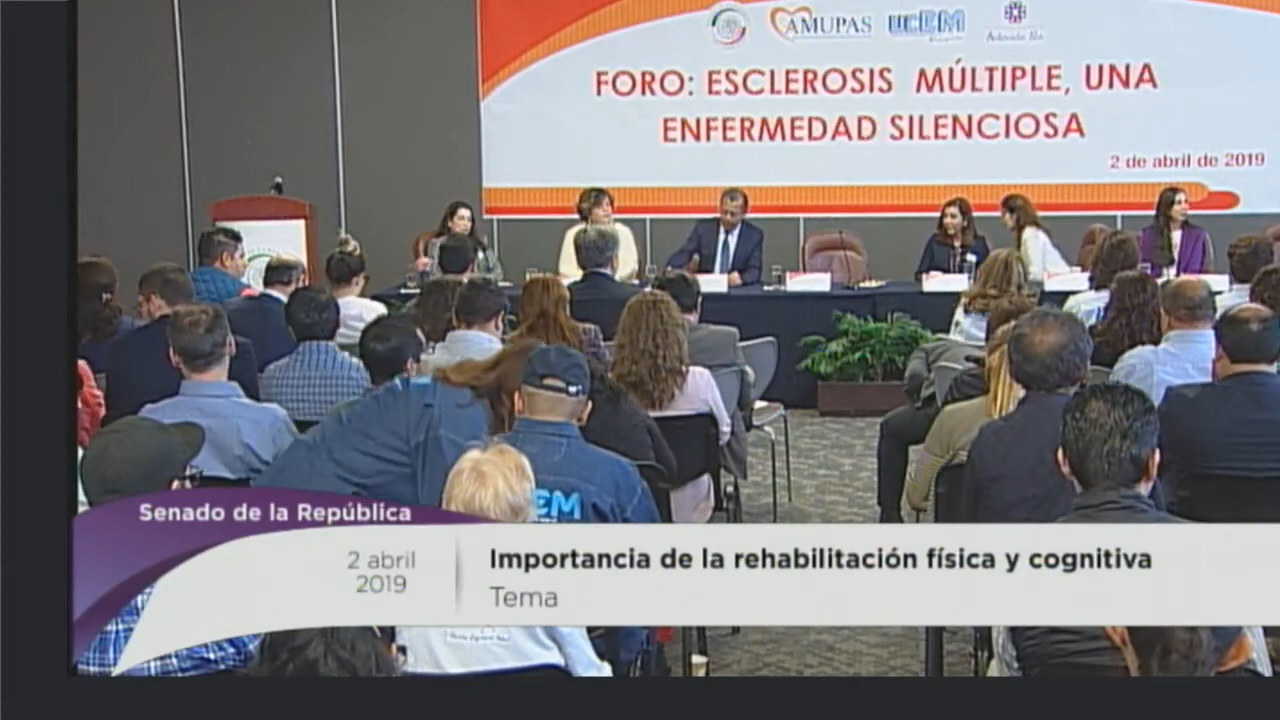 AMUPAS
UCEM
FORO: ESCLEROSIS MÚLTIPLE, UNA
ENFERMEDAD SILENCIOSA
2 de abril de 2019
EM
Senado de la República
2 abril
2019
Importancia de la rehabilitación física y cognitiva
Tema